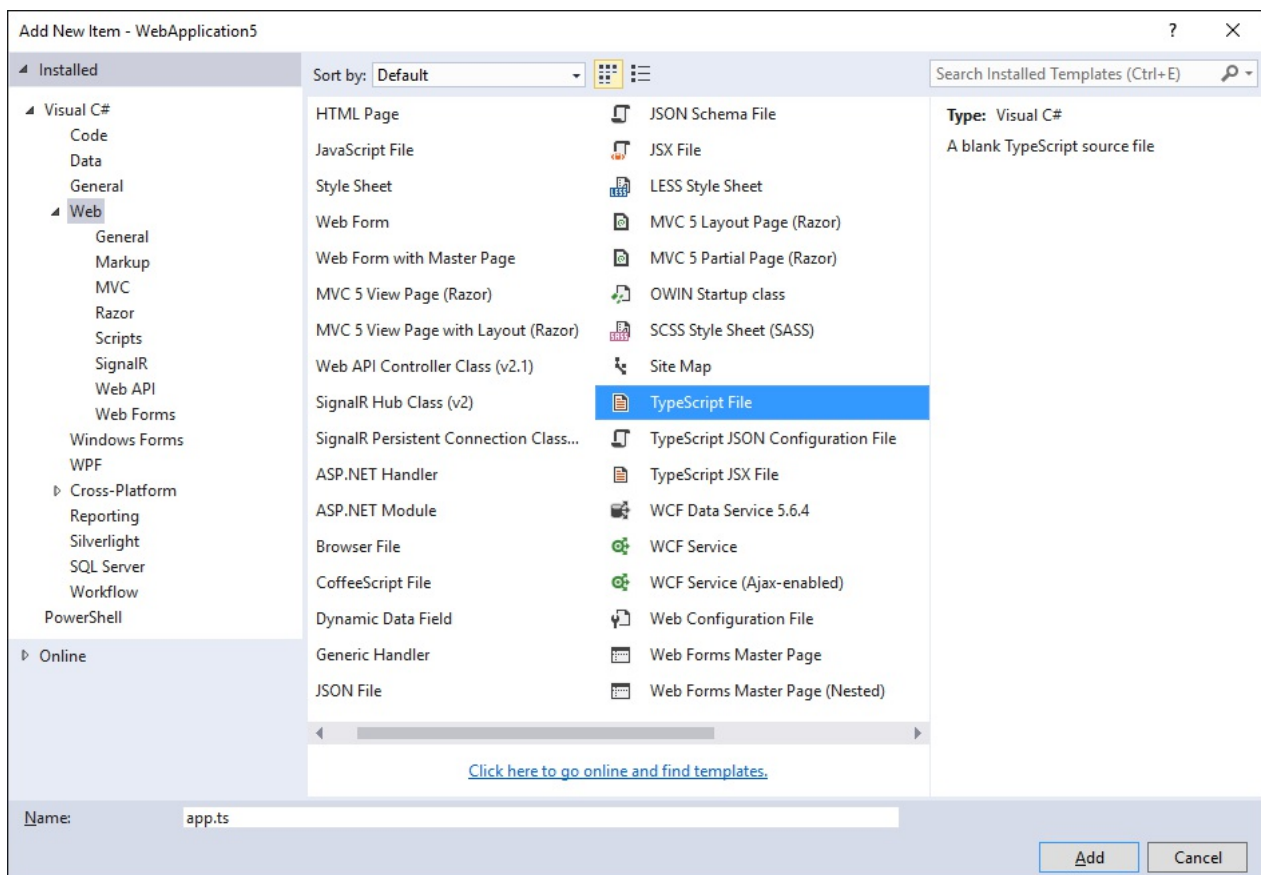 Add New Item - WebApplication5
? 
Installed
Sort by: Default
Search Installed Templates (Ctrl+E)
Visual C#
Code
Data
General
Web
General
Markup
MVC
Razor
Scripts
SignalR
Web API
Web Forms
Windows Forms
WPF
Cross-Platform
Reporting
Silverlight
SQL Server
Workflow
PowerShell
Online
HTML Page
JavaScript File
Style Sheet
Web Form
Web Form with Master Page
MVC 5 View Page (Razor)
MVC 5 View Page with Layout (Razor)
Web API Controller Class (v2.1)
SignalR Hub Class (v2)
SignalR Persistent Connection Class...
ASP.NET Handler
ASP.NET Module
Browser File
CoffeeScript File
Dynamic Data Field
Generic Handler
JSON File
JSON Schema File
JSX File
LESS Style Sheet
MVC 5 Layout Page (Razor)
MVC 5 Partial Page (Razor)
OWIN Startup class
SCSS Style Sheet (SASS)
Site Map
TypeScript File
TypeScript JSON Configuration File
TypeScript JSX File
WCF Data Service 5.6.4
WCF Service
WCF Service (Ajax-enabled)
Web Configuration File
Web Forms Master Page
Web Forms Master Page (Nested)
Type: Visual C#
A blank TypeScript source file
Click here to go online and find templates.
Name: app.ts
Add
Cancel